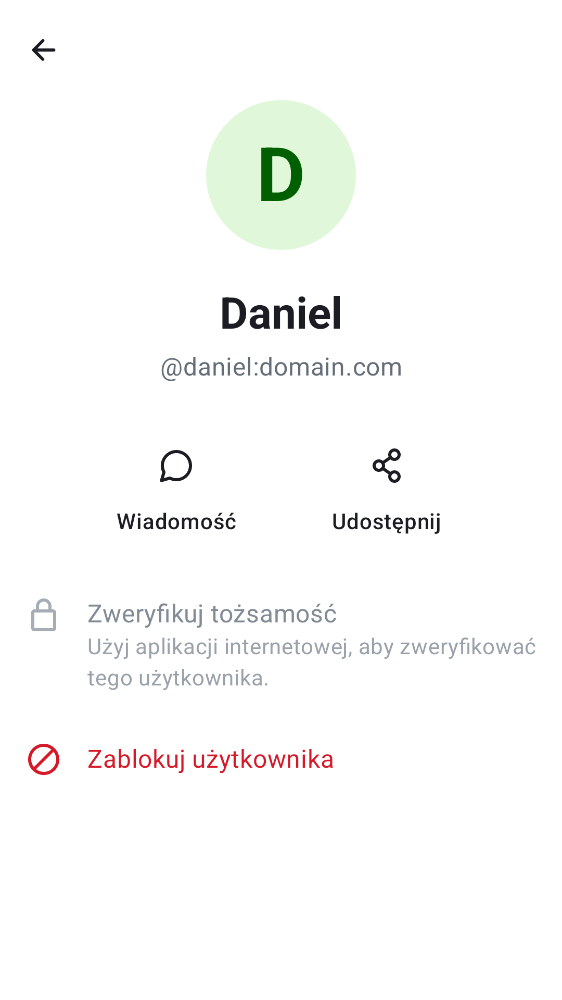 D
Daniel
@daniel:domain.com
Wiadomość
Udostępnij
Zweryfikuj tożsamość
Użyj aplikacji internetowej, aby zweryfikować
tego użytkownika.
Zablokuj użytkownika